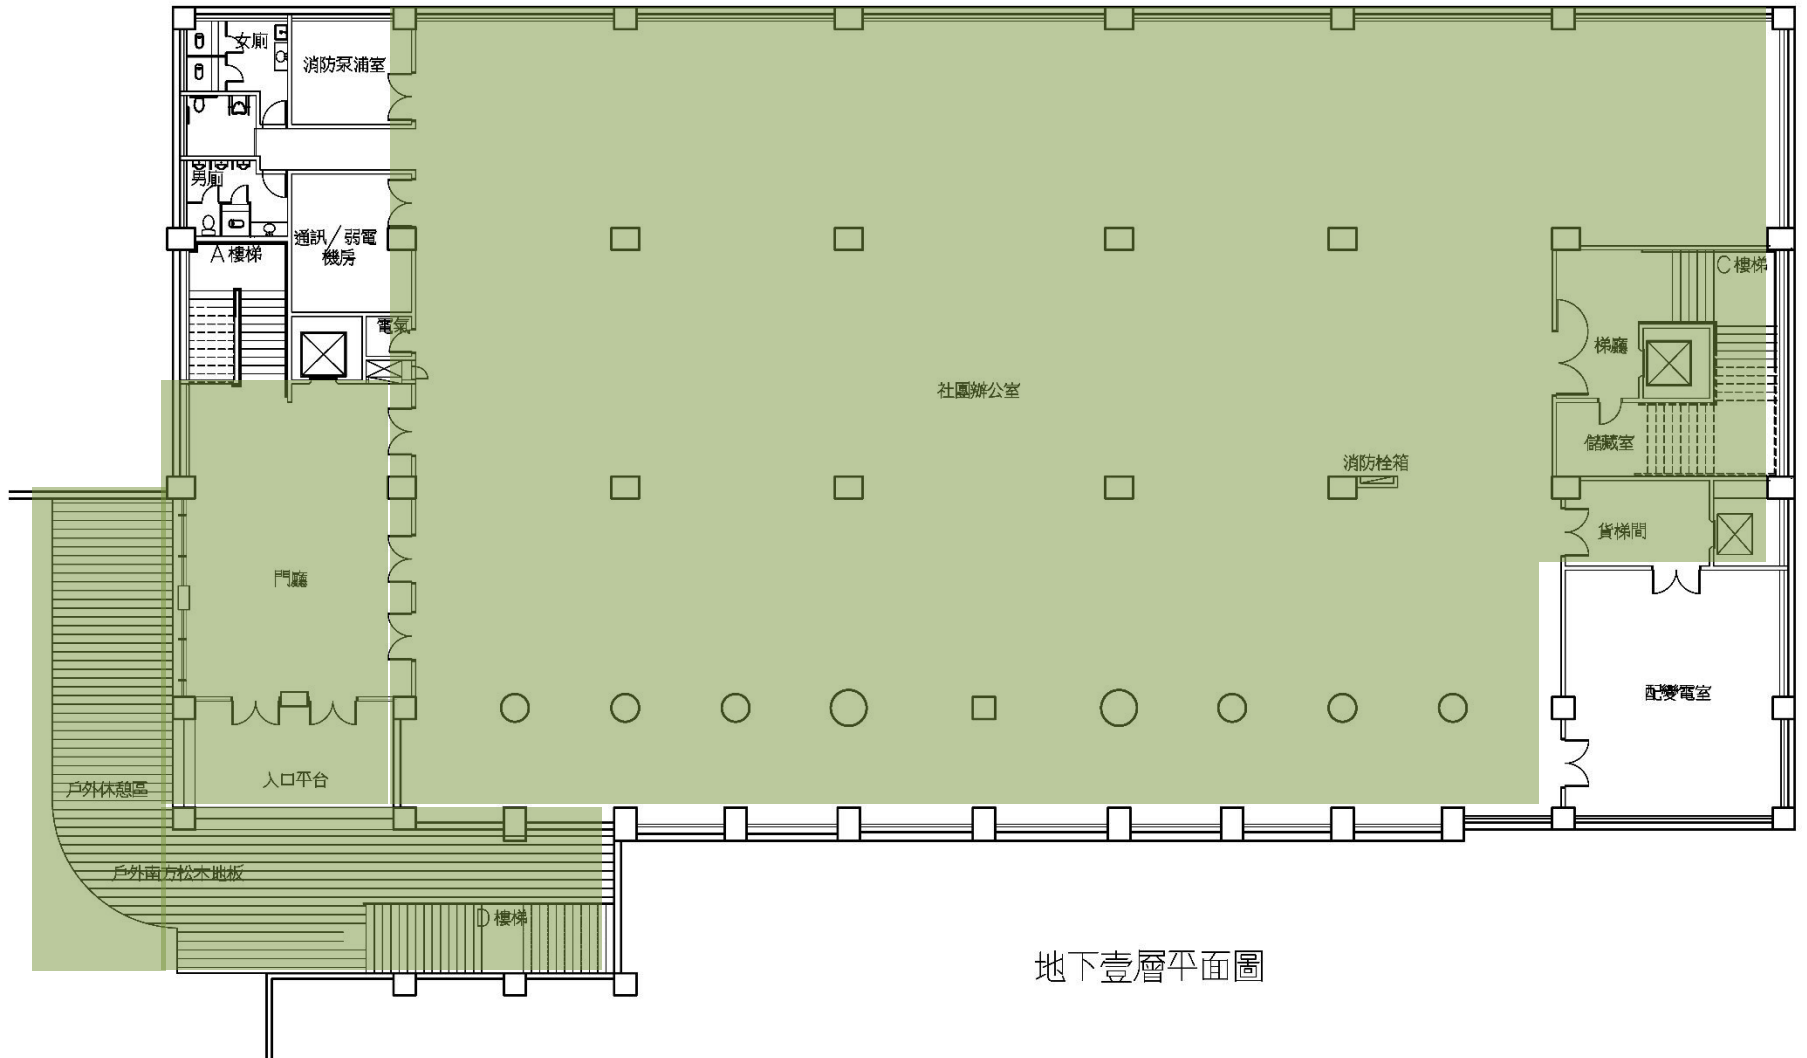 女廁
消防泵浦室
男廁
通訊/弱電
機房
A樓梯
C樓梯
電氣
梯廳
社團辦公室
儲藏室
消防栓箱
貨梯間
門廳
配變電室
入口平台
戶外休憩區
戶外南方松木地板
D樓梯
地下壹層平面圖